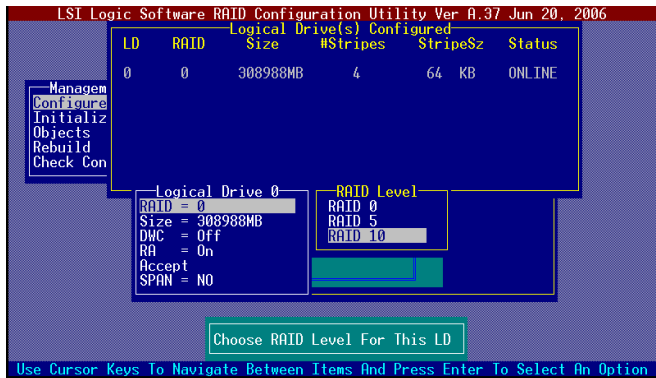 LSI Logic Software RAID Configuration Utility Ver A.37 Jun 20, 2006
Logical Drive(s) Configured
LD RAID Size #Stripes StripeSz Status
0 0 308988MB 4 64 KB ONLINE
Managem
Configure
Initializ
Objects
Rebuild
Check Con
Logical Drive 0
RAID = 0
Size = 308988MB
DWC = Off
RA = On
Accept
SPAN = NO
RAID Level
RAID 0
RAID 5
RAID 10
Choose RAID Level For This LD
Use Cursor Keys To Navigate Between Items And Press Enter To Select An Option